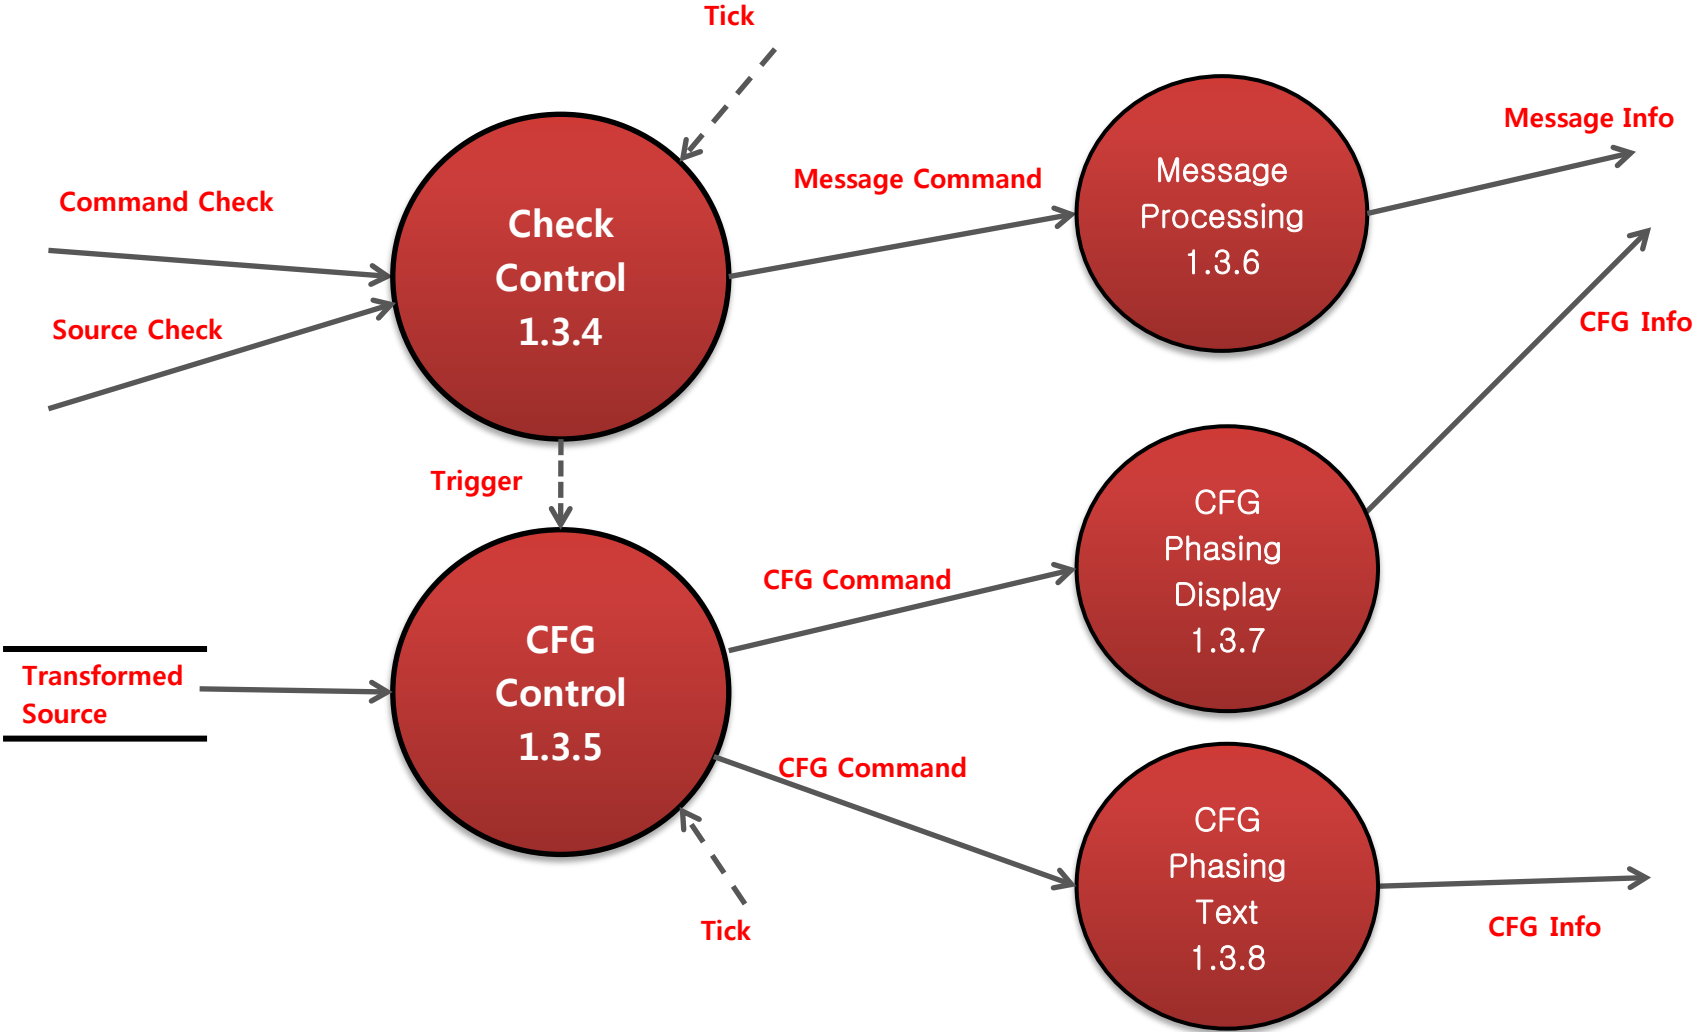 Tick
Command Check
Source Check
Check
Control
1.3.4
Message Command
Message
Processing
1.3.6
Message Info
CFG Info
Trigger
Transformed
Source
CFG
Control
1.3.5
CFG Command
CFG
Phasing
Display
1.3.7
CFG Command
Tick
CFG
Phasing
Text
1.3.8
CFG Info